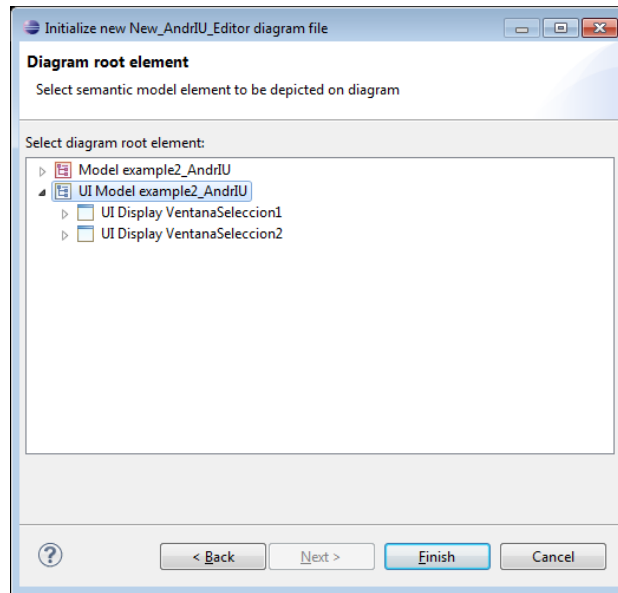 Initialize new New_AndrIU_Editor diagram file
Diagram root element
Select semantic model element to be depicted on diagram
Select diagram root element:
Model example2_AndrIU
UI Model example2_AndrIU
UI Display VentanaSeleccion1
UI Display VentanaSeleccion2
? < Back Next > Finish Cancel